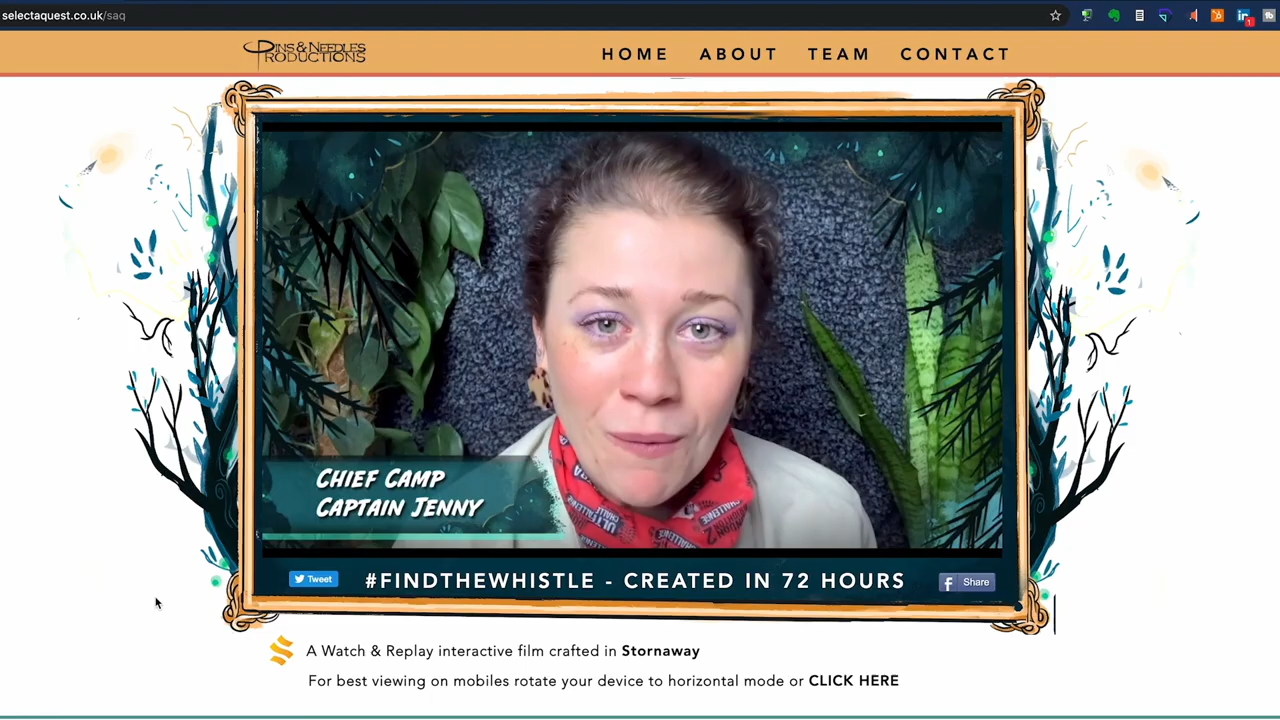 selectaquest.co.uk/saq
PINS & NEEDLES
PRODUCTIONS
HOME ABOUT TEAM CONTACT
CHIEF CAMP
CAPTAIN JENNY
Tweet
#FINDTHEWHISTLE - CREATED IN 72 HOURS
Share
A Watch & Replay interactive film crafted in Stornaway
For best viewing on mobiles rotate your device to horizontal mode or CLICK HERE